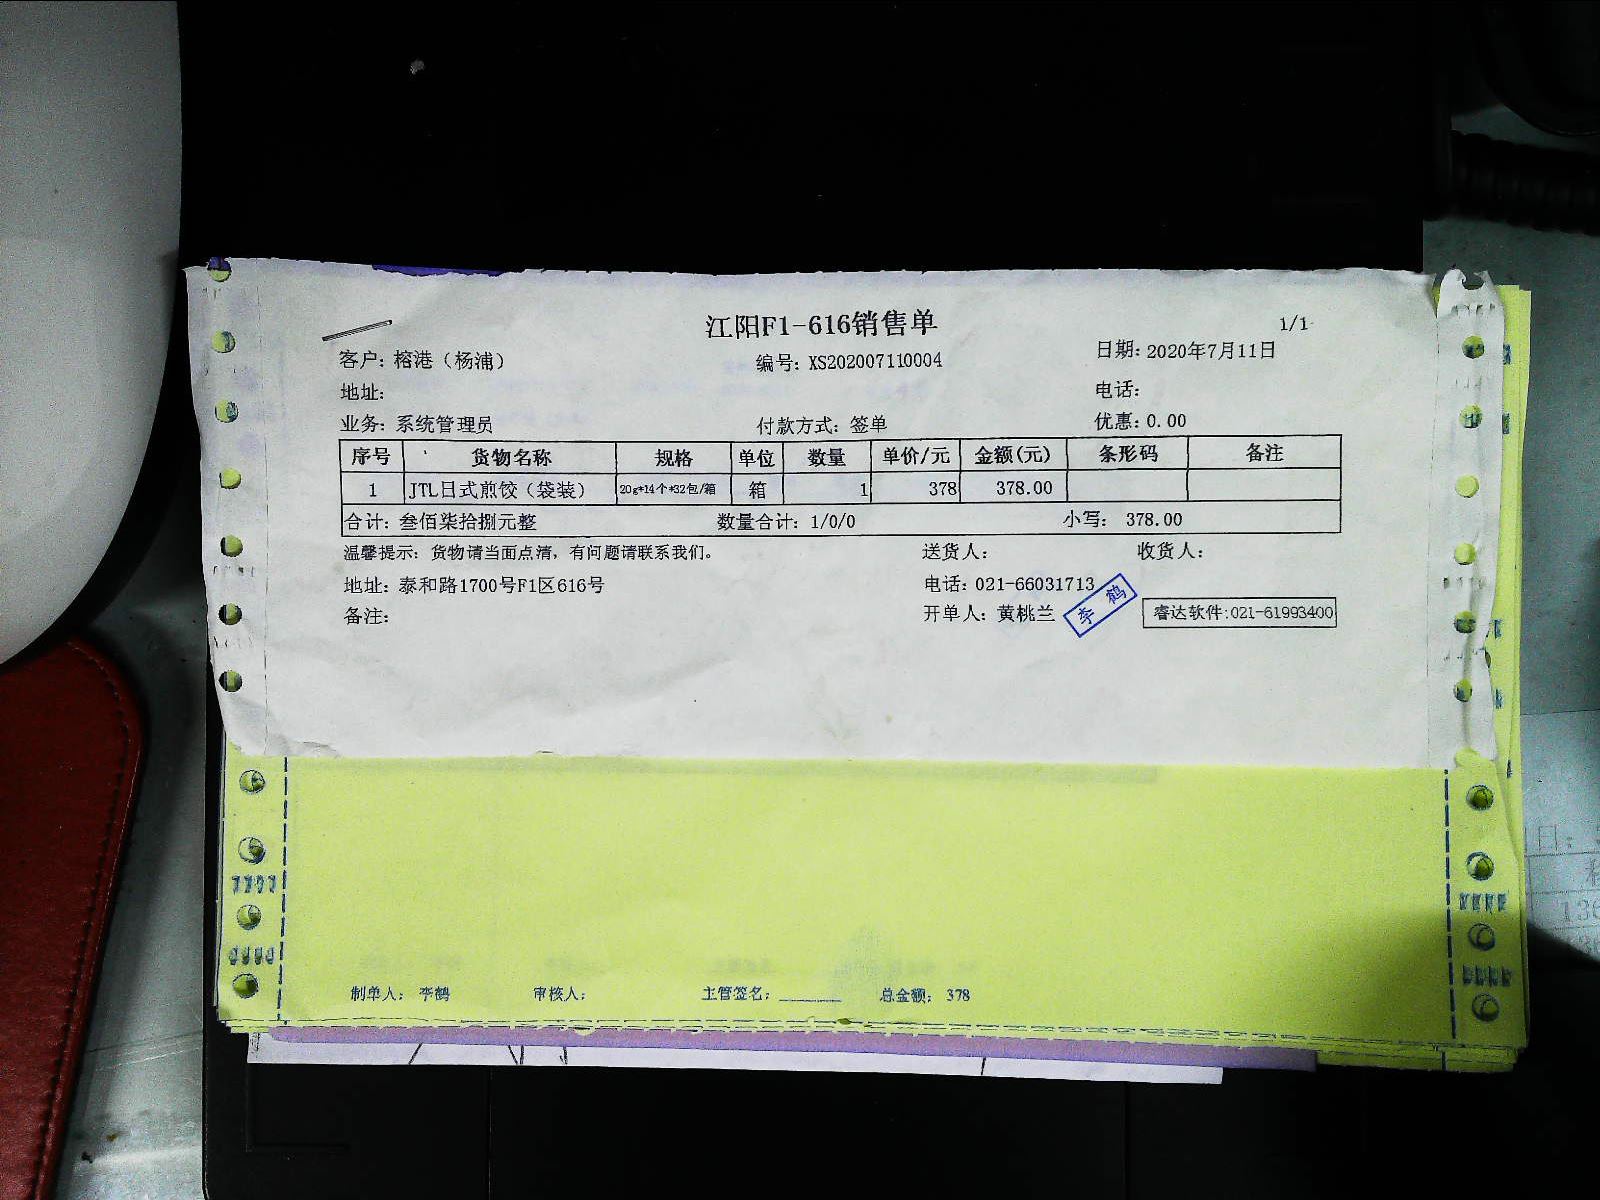 江阳F1-616销售单
1/1
客户：榕港（杨浦） 编号：XS202007110004 日期：2020年7月11日
地址： 电话：
业务：系统管理员 付款方式：签单 优惠：0.00
序号 货物名称 规格 单位 数量 单价/元 金额(元) 条形码 备注
1 JTL日式煎饺（袋装） 20g*14个*32包/箱 箱 1 378 378.00
合计：叁佰柒拾捌元整 数量合计：1/0/0 小写：378.00
温馨提示：货物请当面点清，有问题请联系我们。 送货人： 收货人：
地址：泰和路1700号F1区616号 电话：021-66031713
备注： 开单人：黄桃兰 李鹤 睿达软件:021-61993400
制单人：李鹤 审核人： 主管签名：______ 总金额：378
日：
136